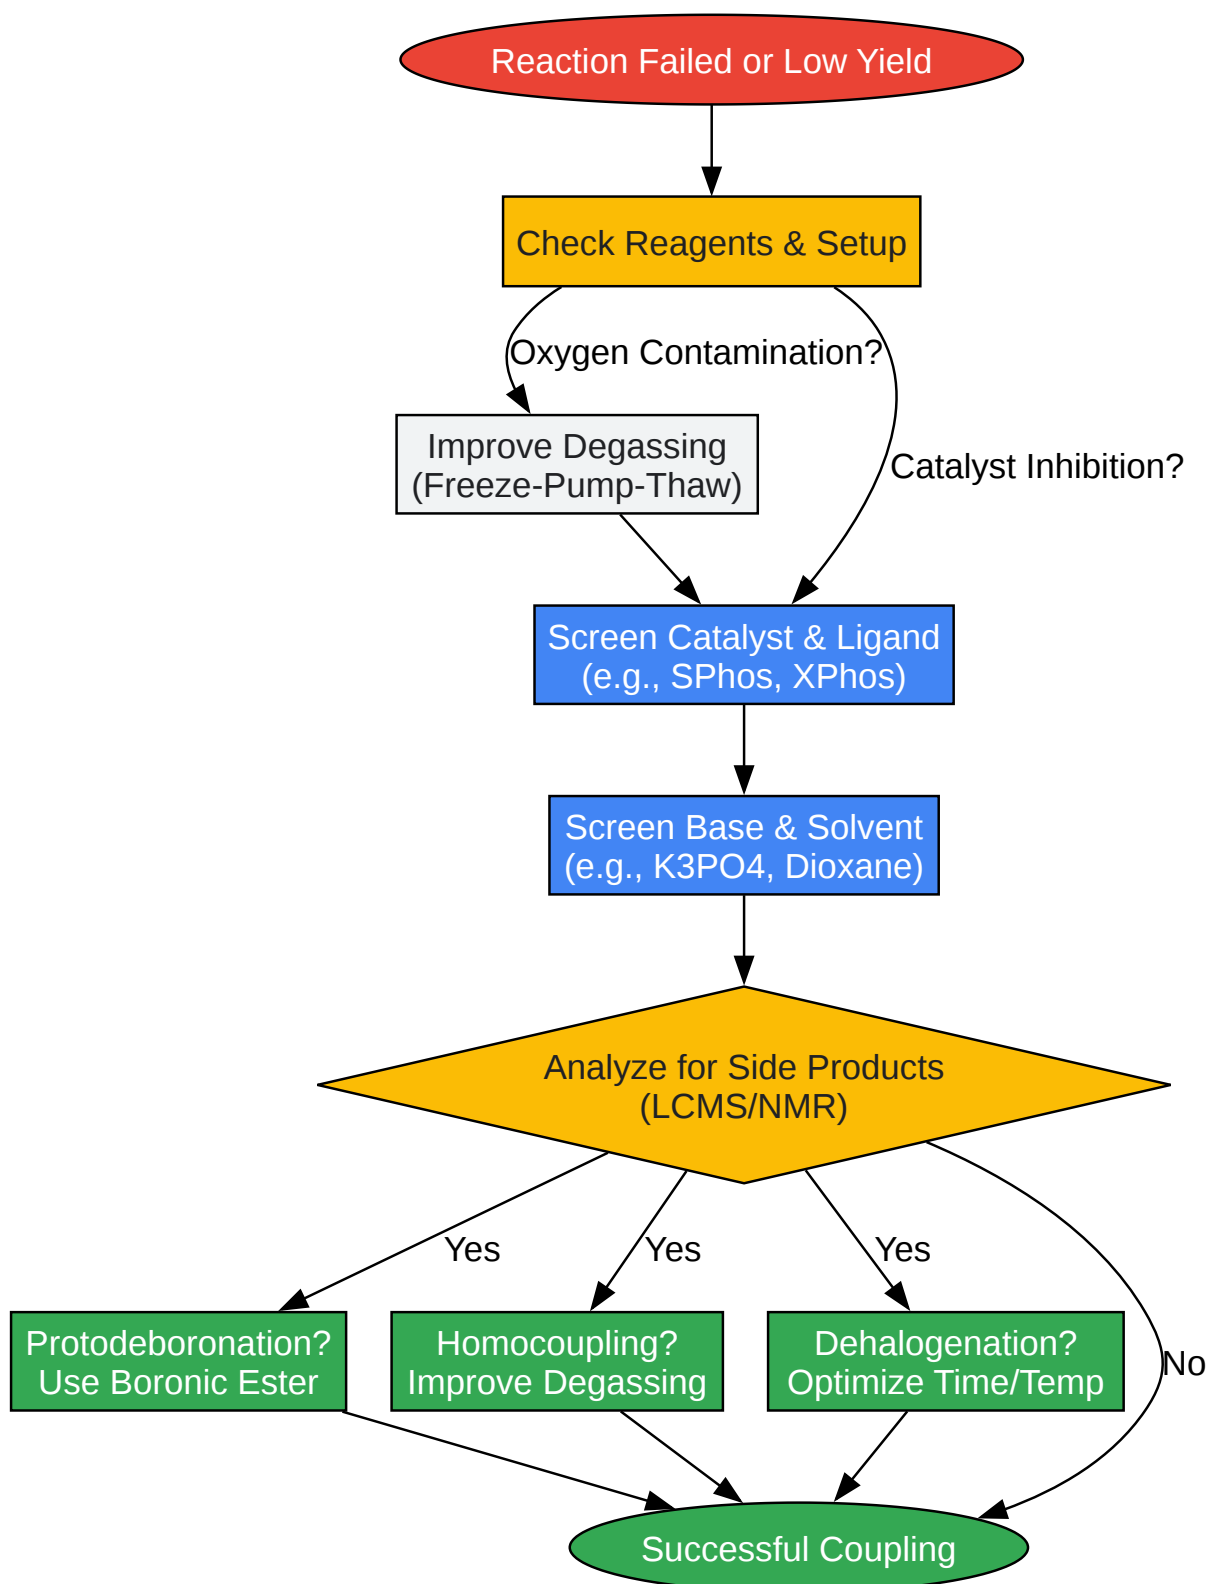 Reaction Failed or Low Yield
Check Reagents & Setup
Oxygen Contamination?
Improve Degassing
(Freeze-Pump-Thaw)
Catalyst Inhibition?
Screen Catalyst & Ligand
(e.g., SPhos, XPhos)
Screen Base & Solvent
(e.g., K3PO4, Dioxane)
Analyze for Side Products
(LCMS/NMR)
Yes
Yes
Yes
No
Protodeboronation?
Use Boronic Ester
Homocoupling?
Improve Degassing
Dehalogenation?
Optimize Time/Temp
Successful Coupling